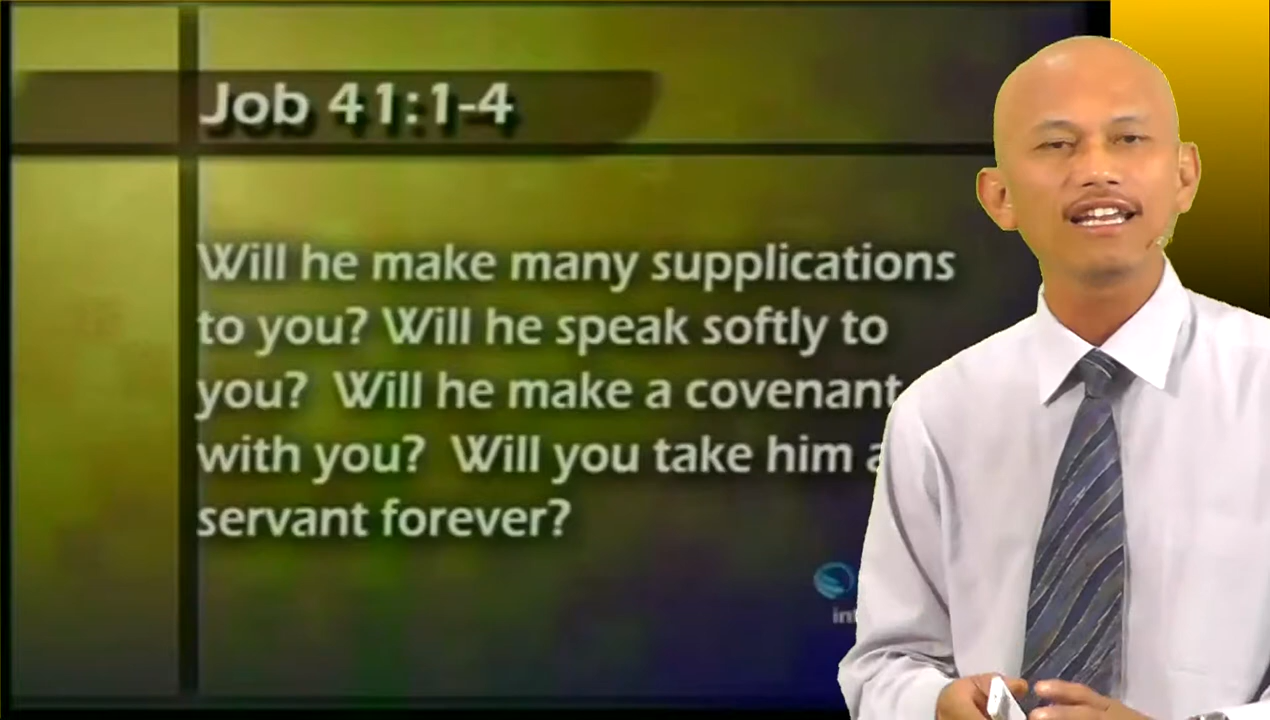 Job 41:1-4
Will he make many supplications
to you? Will he speak softly to
you? Will he make a covenant
with you? Will you take him
servant forever?